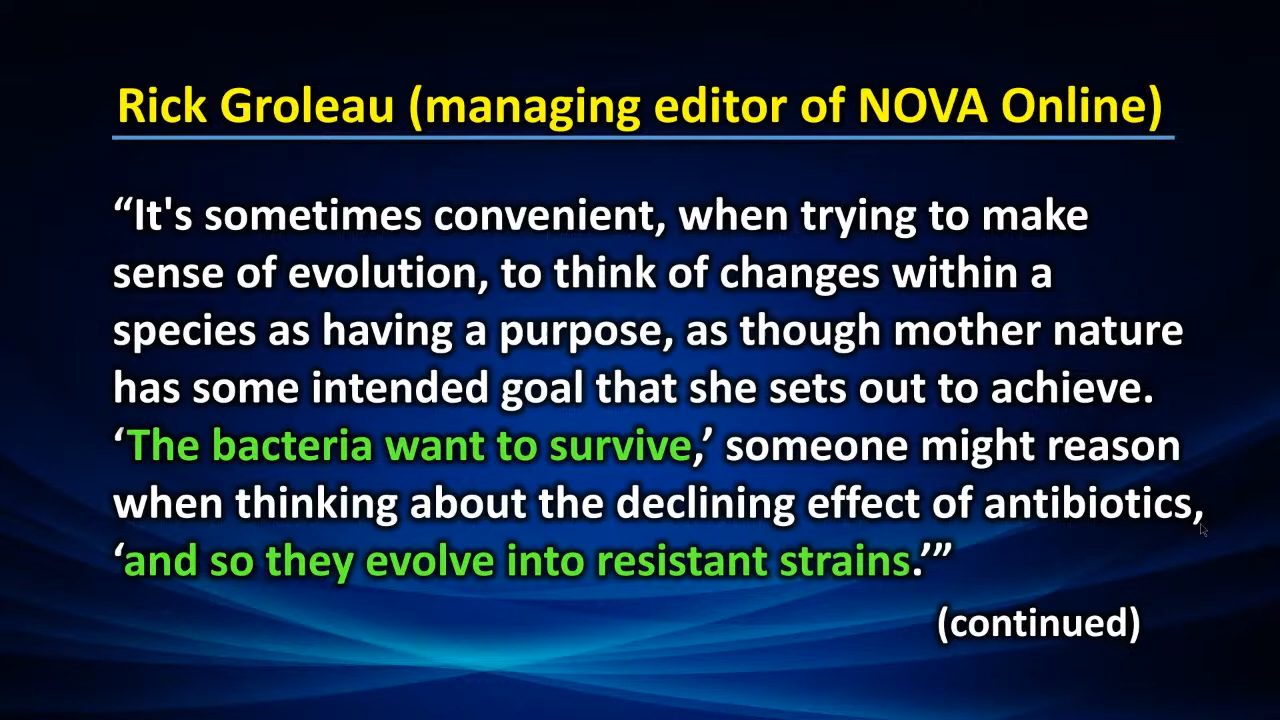 Rick Groleau (managing editor of NOVA Online)
“It's sometimes convenient, when trying to make
sense of evolution, to think of changes within a
species as having a purpose, as though mother nature
has some intended goal that she sets out to achieve.
‘The bacteria want to survive,’ someone might reason
when thinking about the declining effect of antibiotics,
‘and so they evolve into resistant strains.’”
(continued)